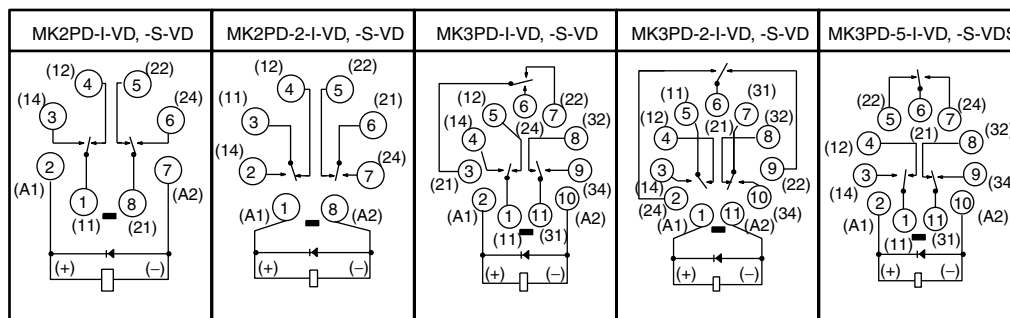 MK2PD-I-VD, -S-VD
MK2PD-2-I-VD, -S-VD
MK3PD-I-VD, -S-VD
MK3PD-2-I-VD, -S-VD
MK3PD-5-I-VD, -S-VDS
(12) (22)
4 5
(14) (24)
3 6
2 7
(A1) (A2)
1 8
(11) (21)
(+) (−)
(12) (22)
4 5
(11) (21)
3 6
(14) (24)
2 7
(A1) 1 8 (A2)
(+) (−)
6
(12) 5 7 (22)
(14) (24) (32)
4 8
3 9
(21) (34)
(A1) 2 10 (A2)
1 11
(11) (31)
(+) (−)
6
(11) 5 7 (31)
(12) (21) (32)
4 8
3 9
(14) (22)
(24) 2 10 (34)
(A1) 1 11 (A2)
(+) (−)
6
(22) 5 7 (24)
(21) (32)
(12) 4 8
3 9
(14) (34)
2 10
(A1) 1 11 (A2)
(11) (31)
(+) (−)